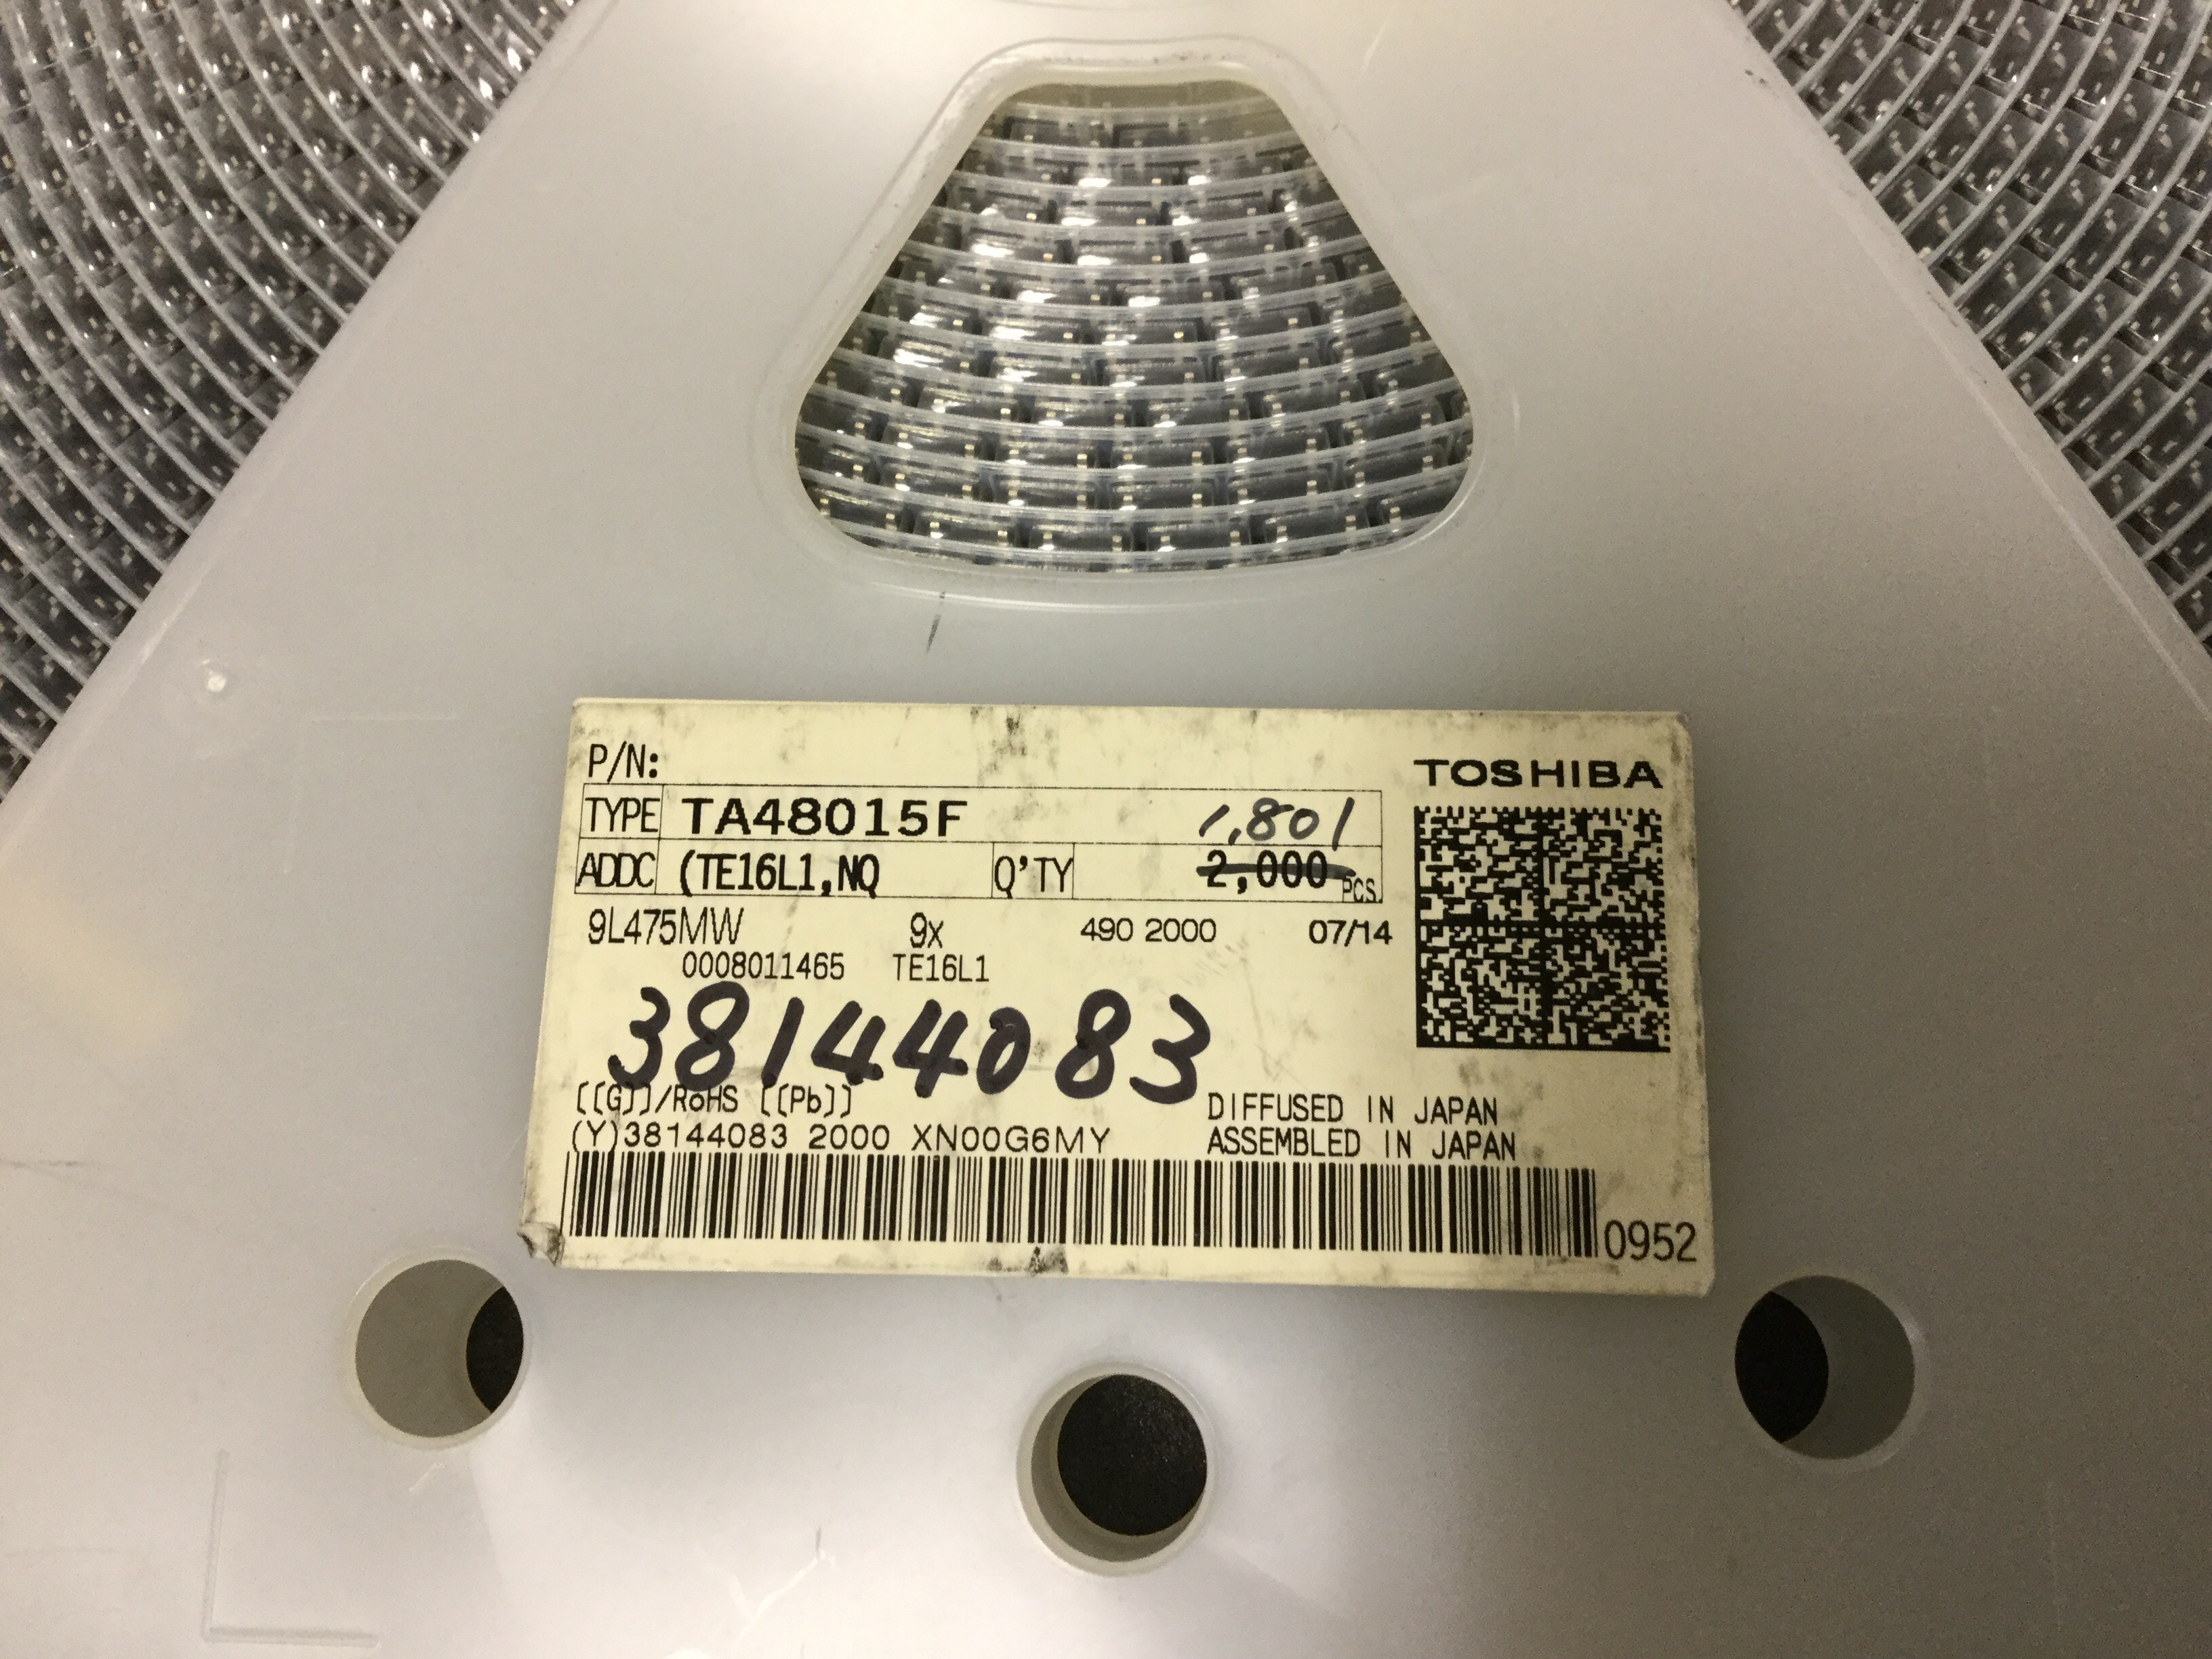 P/N:
TOSHIBA
TYPE TA48015F 1,801
ADDC (TE16L1,NQ Q'TY 2,000 PCS.
9L475MW 9x 490 2000 07/14
0008011465 TE16L1
38144083
[[G]]/RoHS [[Pb]] DIFFUSED IN JAPAN
(Y)38144083 2000 XN00G6MY ASSEMBLED IN JAPAN
0952